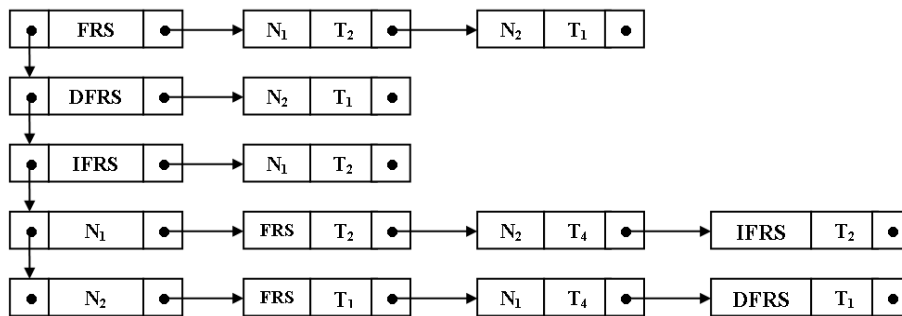 FRS N₁ T₂ N₂ T₁
DFRS N₂ T₁
IFRS N₁ T₂
N₁ FRS T₂ N₂ T₄ IFRS T₂
N₂ FRS T₁ N₁ T₄ DFRS T₁